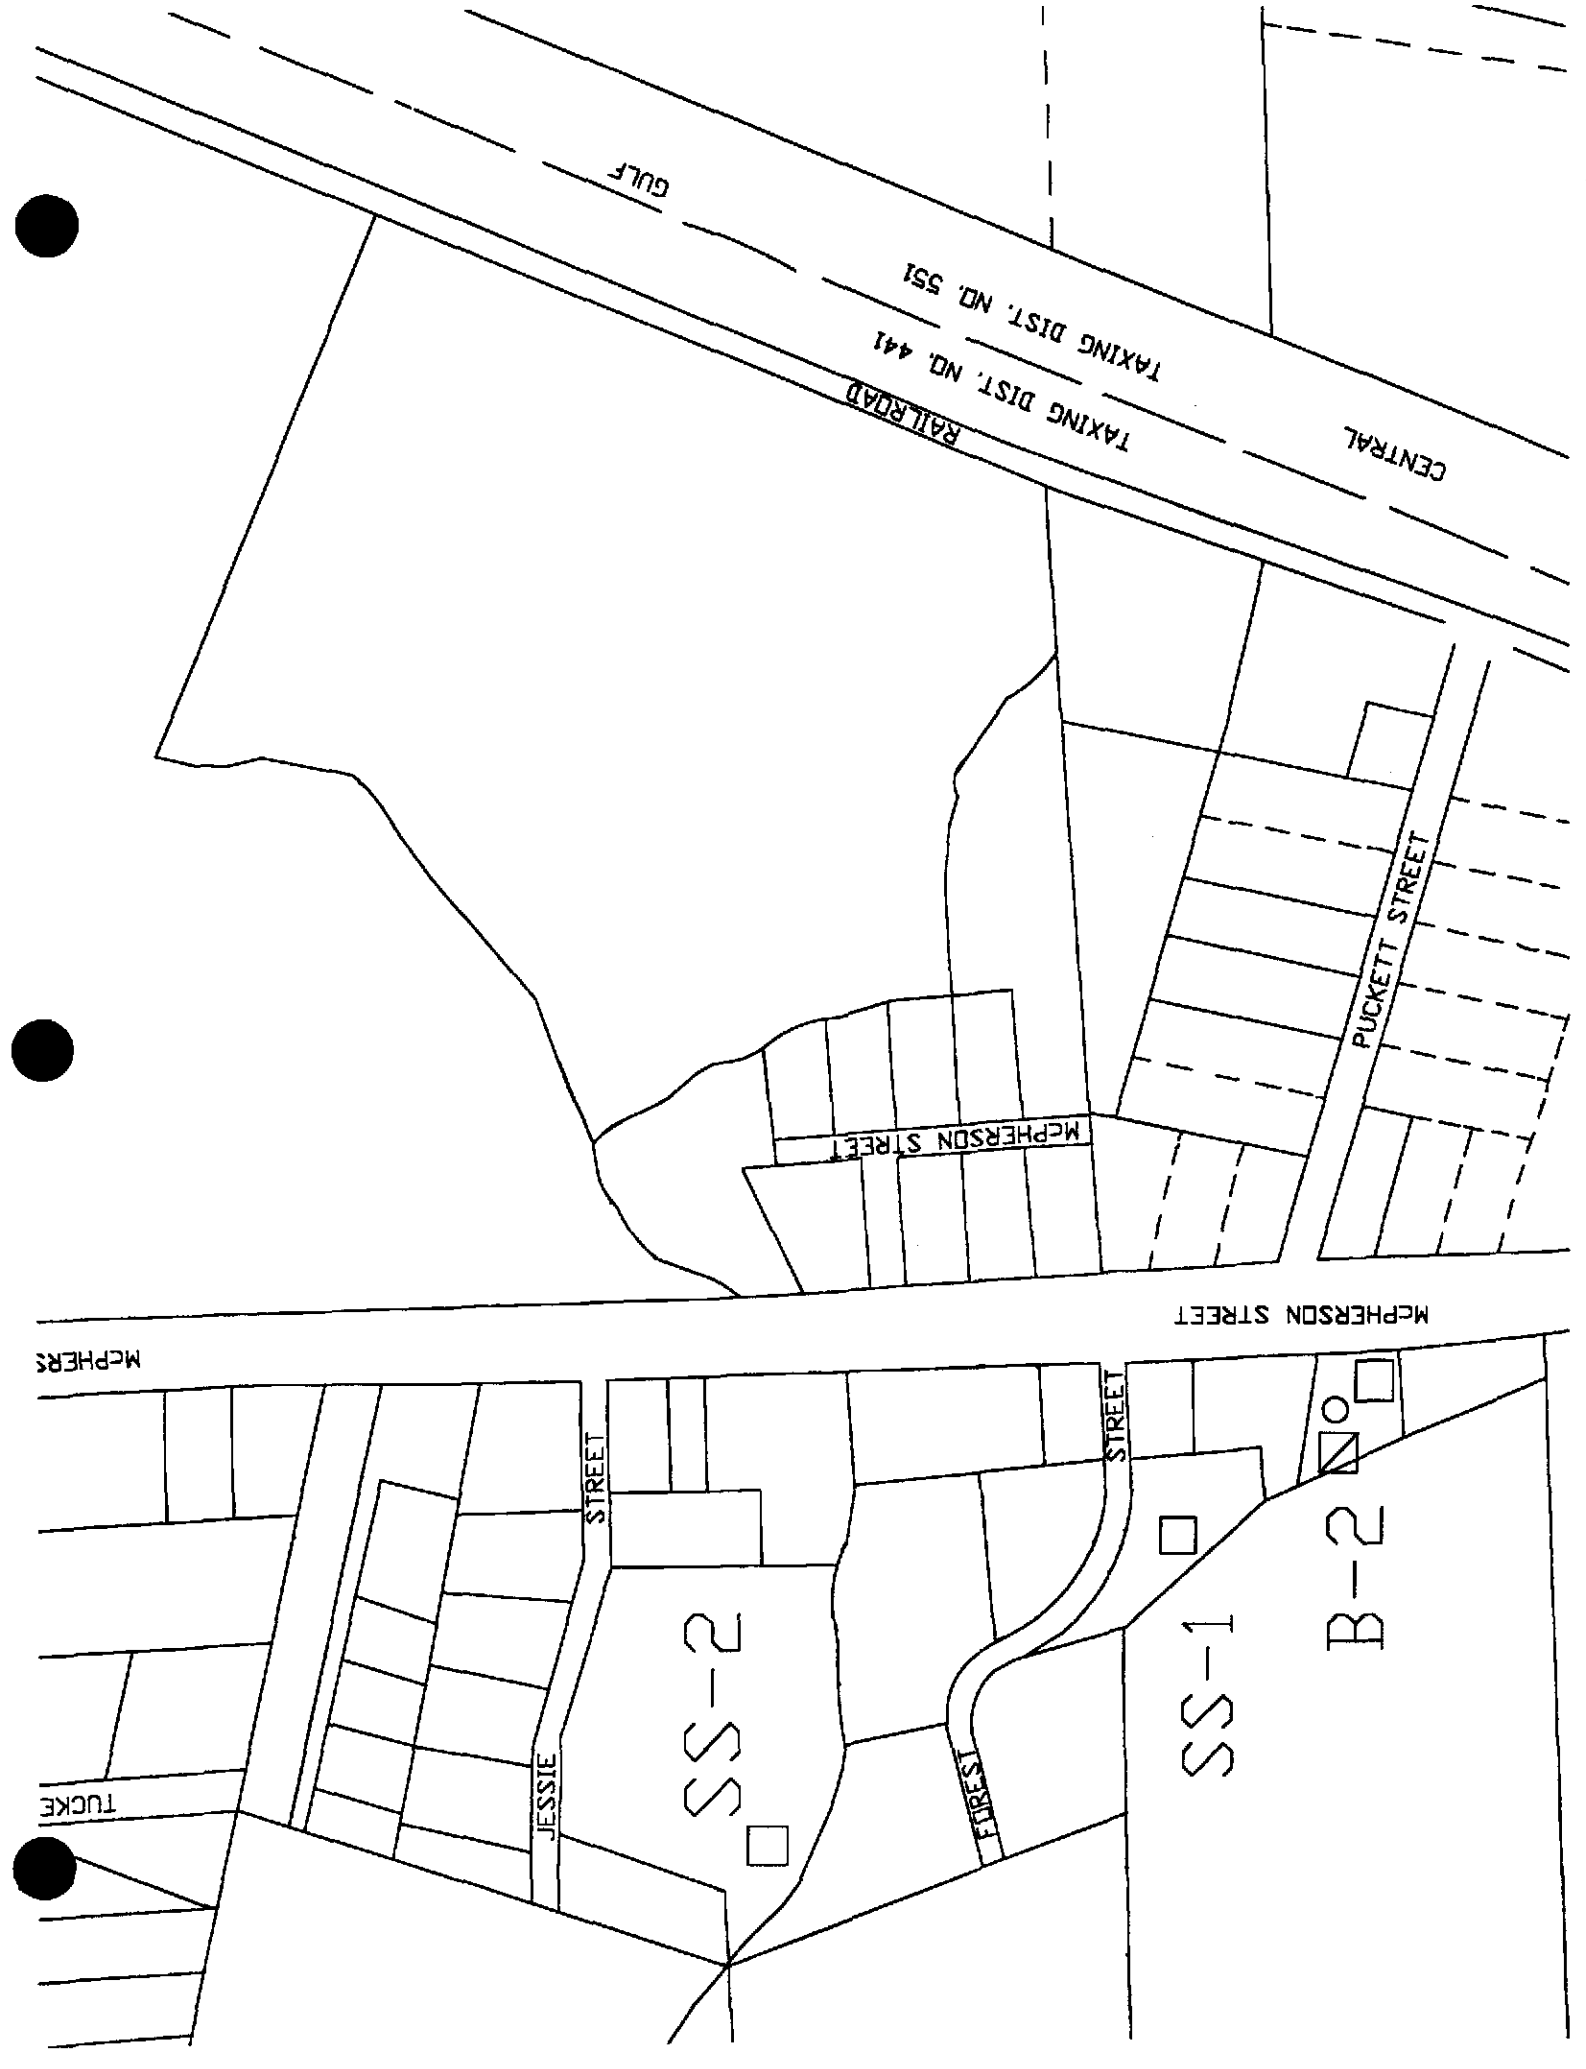 GULF
TAXING DIST. NO. 551
TAXING DIST. NO. 441
RAILROAD
CENTRAL
PUCKETT STREET
McPHERSON STREET
McPHERSON STREET
McPHERS
STREET
JESSIE
STREET
FOREST
TUCKE
SS-2
SS-1
B-2